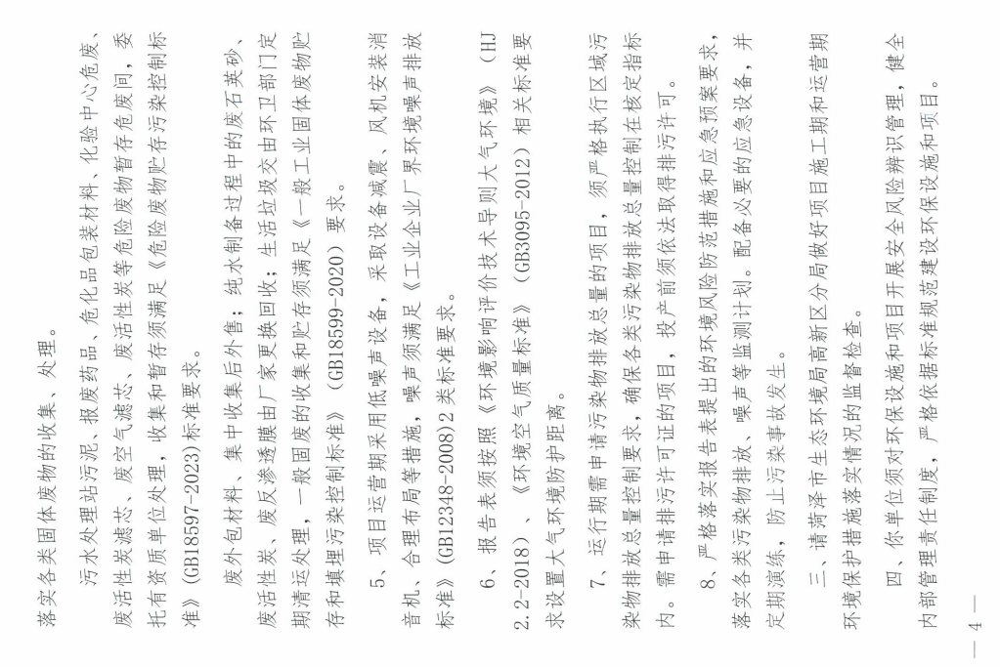 落实各类固体废物的收集、处理。
污水处理站污泥、报废药品、危化品包装材料、化验中心危废、
废活性炭滤芯、废空气滤芯、废活性炭等危险废物暂存危废间，委
托有资质单位处理，收集和暂存须满足《危险废物贮存污染控制标
准》(GB18597-2023)标准要求。
废外包材料、集中收集后外售；纯水制备过程中的废石英砂、
废活性炭、废反渗透膜由厂家更换回收；生活垃圾交由环卫部门定
期清运处理，一般固废的收集和贮存须满足《一般工业固体废物贮
存和填埋污染控制标准》（GB18599-2020）要求。
5、项目运营期采用低噪声设备，采取设备减震、风机安装消
音机、合理布局等措施，噪声须满足《工业企业厂界环境噪声排放
标准》(GB12348-2008)2类标准要求。
6、报告表须按照《环境影响评价技术导则大气环境》（HJ
2.2-2018）、《环境空气质量标准》（GB3095-2012）相关标准要
求设置大气环境防护距离。
7、运行期需申请污染物排放总量的项目，须严格执行区域污
染物排放总量控制要求，确保各类污染物排放总量控制在核定指标
内。需申请排污许可证的项目，投产前须依法取得排污许可。
8、严格落实报告表提出的环境风险防范措施和应急预案要求，
落实各类污染物排放、噪声等监测计划。配备必要的应急设备，并
定期演练，防止污染事故发生。
三、请菏泽市生态环境局高新区分局做好项目施工期和运营期
环境保护措施落实情况的监督检查。
四、你单位须对环保设施和项目开展安全风险辨识管理，健全
内部管理责任制度，严格依据标准规范建设环保设施和项目。
— 4 —